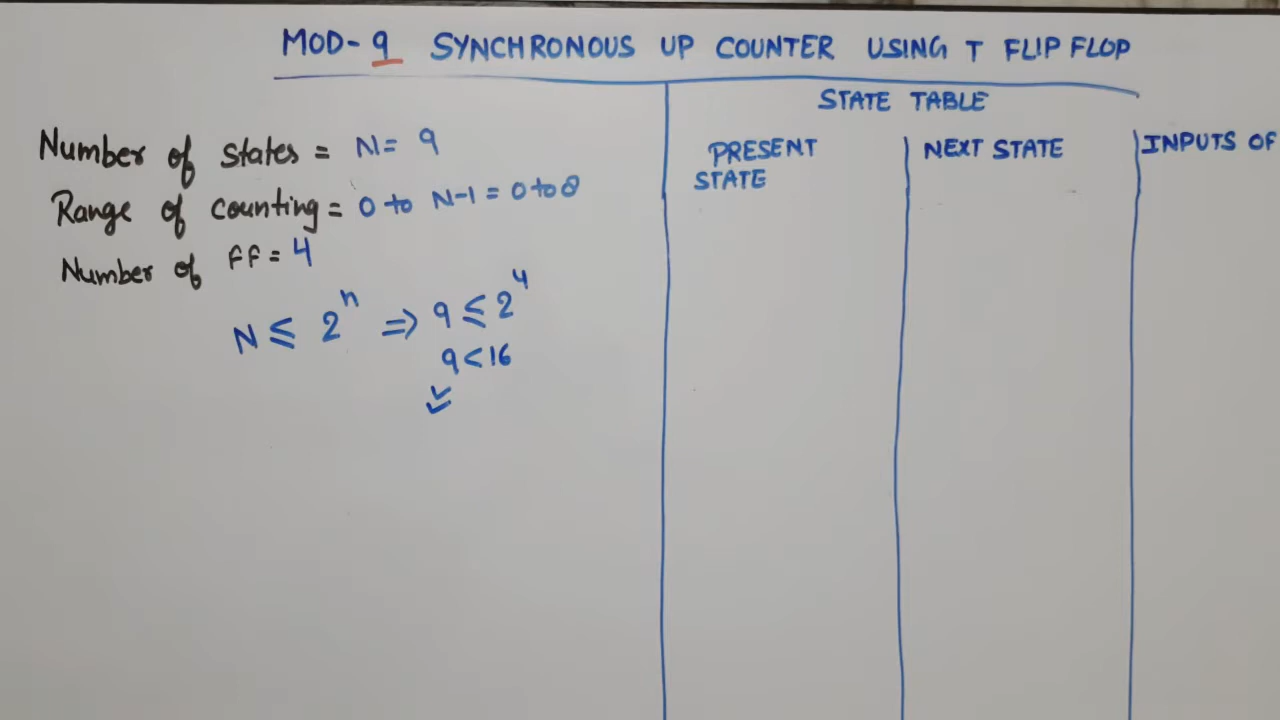 MOD-9 SYNCHRONOUS UP COUNTER USING T FLIP FLOP
Number of states = N = 9
Range of counting = 0 to N-1 = 0 to 8
Number of FF = 4
N ≤ 2^n ⇒ 9 ≤ 2^4
9 < 16
STATE TABLE
PRESENT STATE
NEXT STATE
INPUTS OF